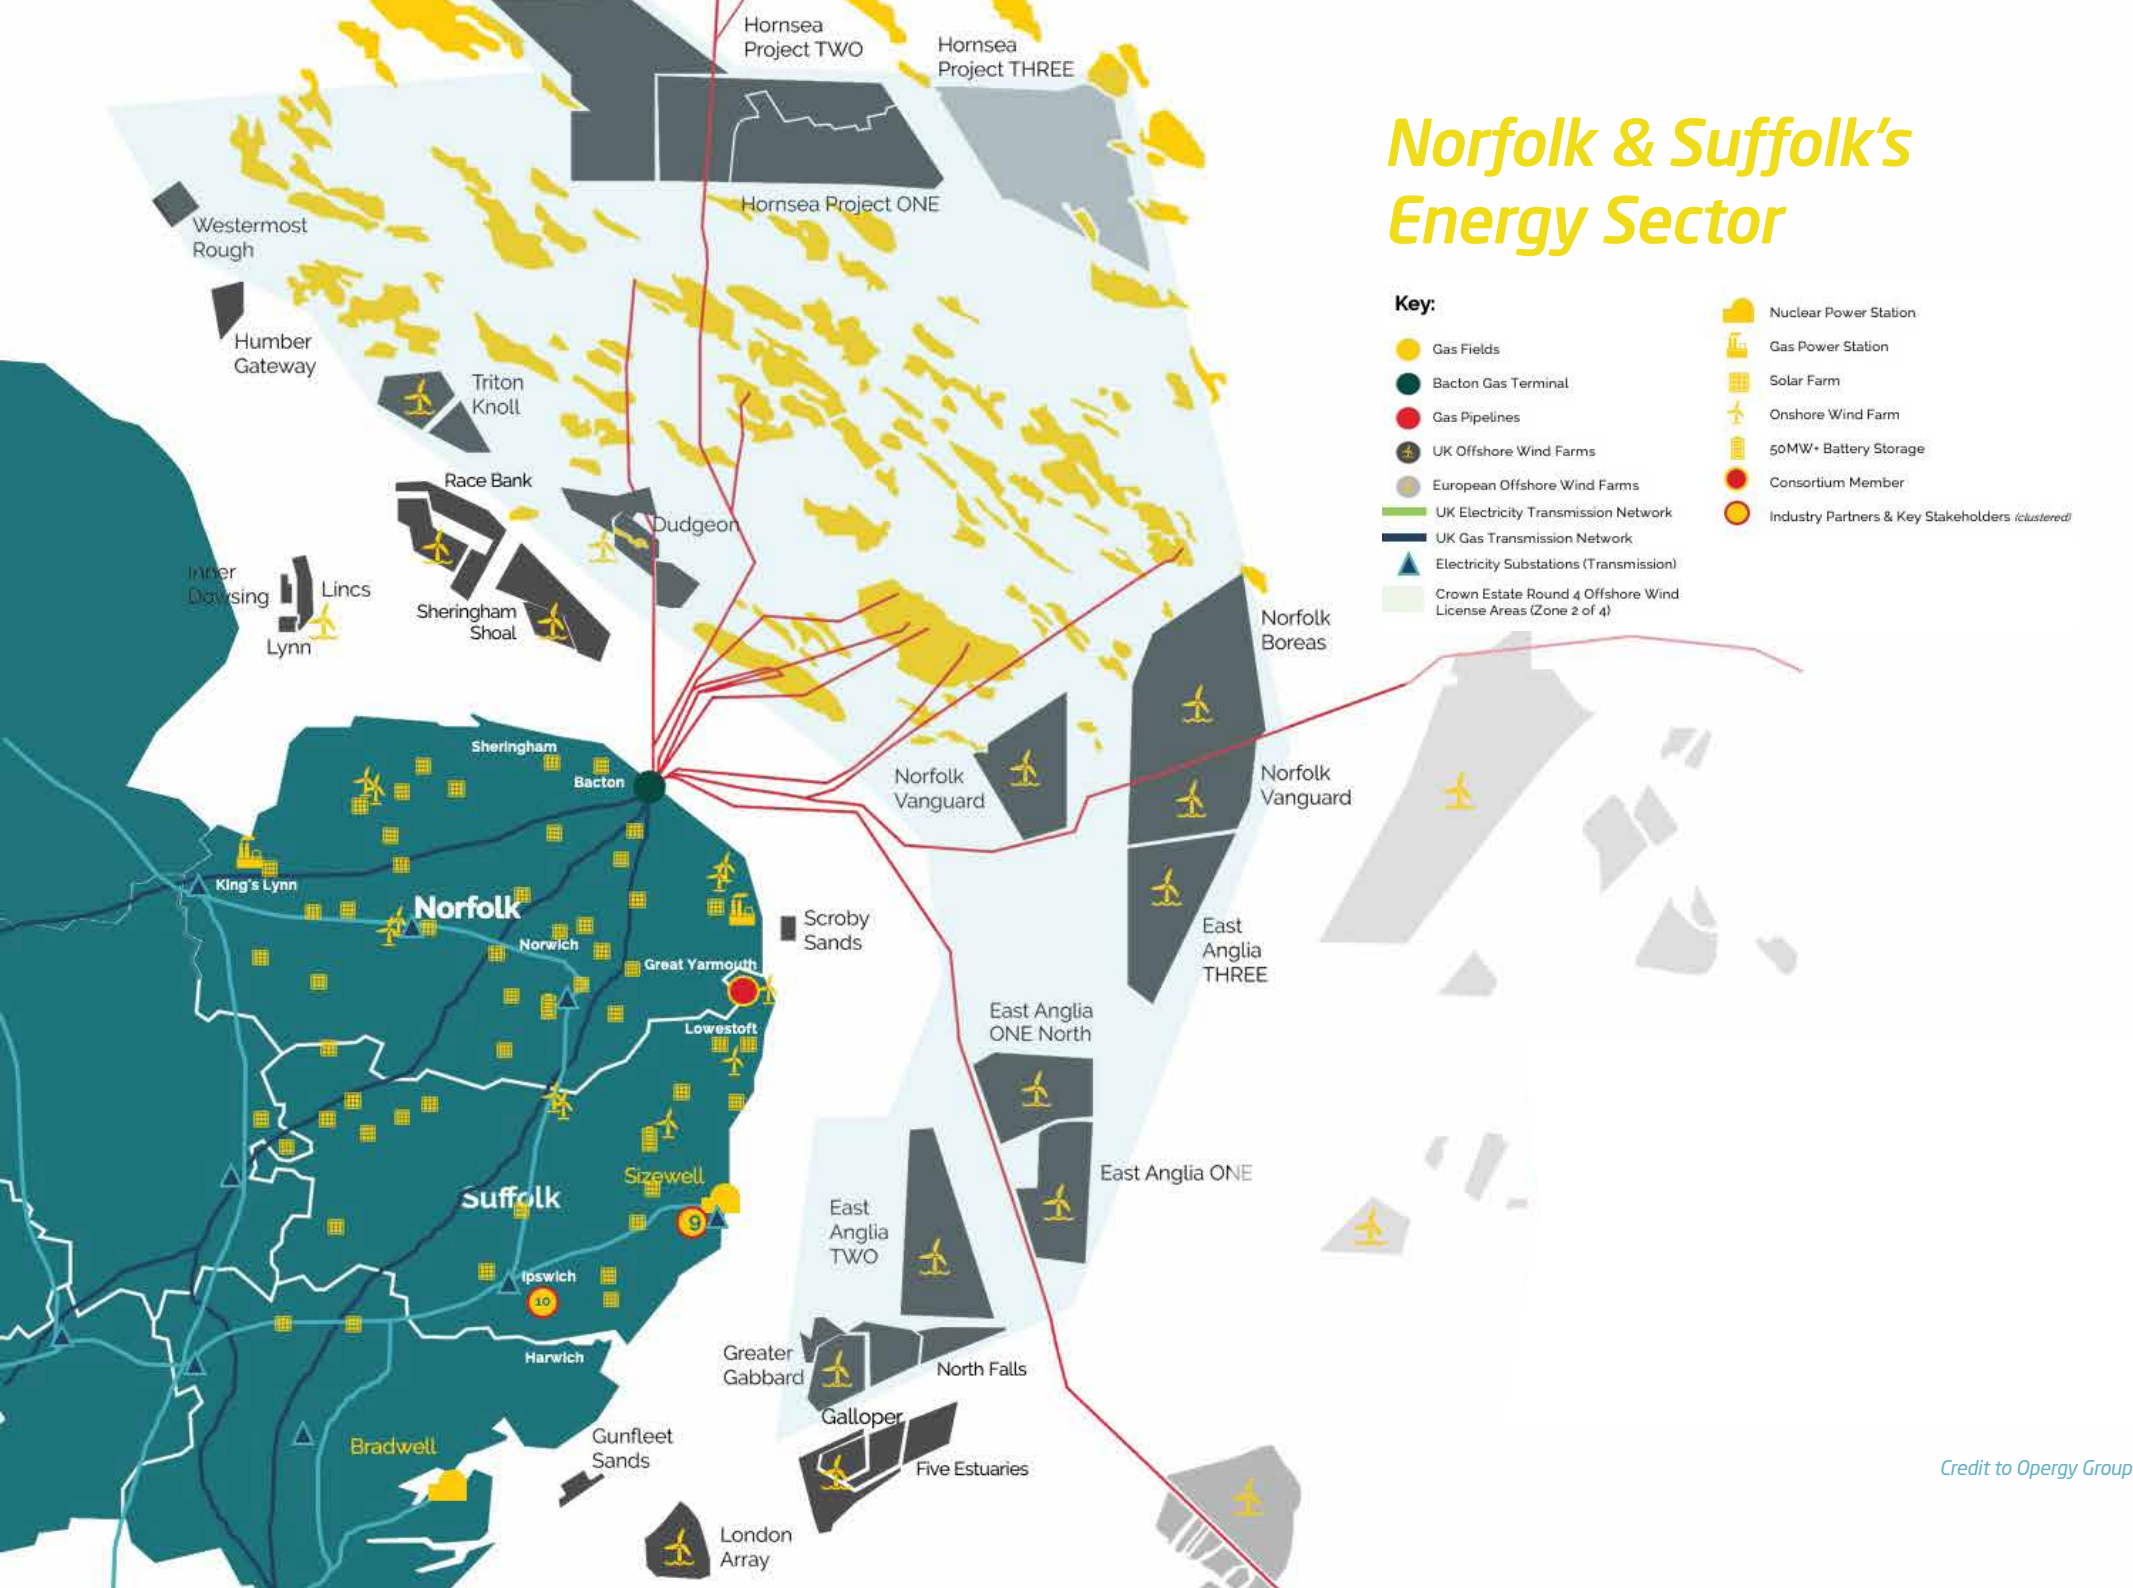 Hornsea
Project TWO
Hornsea
Project THREE
Norfolk & Suffolk's
Energy Sector
Hornsea Project ONE
Westermost
Rough
Humber
Gateway
Triton
Knoll
Race Bank
Dudgeon
Inner
Dowsing
Lincs
Lynn
Sheringham
Shoal
Key:
Gas Fields
Bacton Gas Terminal
Gas Pipelines
UK Offshore Wind Farms
European Offshore Wind Farms
UK Electricity Transmission Network
UK Gas Transmission Network
Electricity Substations (Transmission)
Crown Estate Round 4 Offshore Wind
License Areas (Zone 2 of 4)
Nuclear Power Station
Gas Power Station
Solar Farm
Onshore Wind Farm
50MW+ Battery Storage
Consortium Member
Industry Partners & Key Stakeholders (clustered)
Norfolk
Boreas
Norfolk
Vanguard
Norfolk
Vanguard
Sheringham
Bacton
King's Lynn
Norfolk
Norwich
Great Yarmouth
Lowestoft
Scroby
Sands
East
Anglia
THREE
East Anglia
ONE North
East Anglia ONE
East
Anglia
TWO
Sizewell
9
Suffolk
Ipswich
10
Harwich
Greater
Gabbard
North Falls
Galloper
Five Estuaries
Bradwell
Gunfleet
Sands
London
Array
Credit to Opergy Group